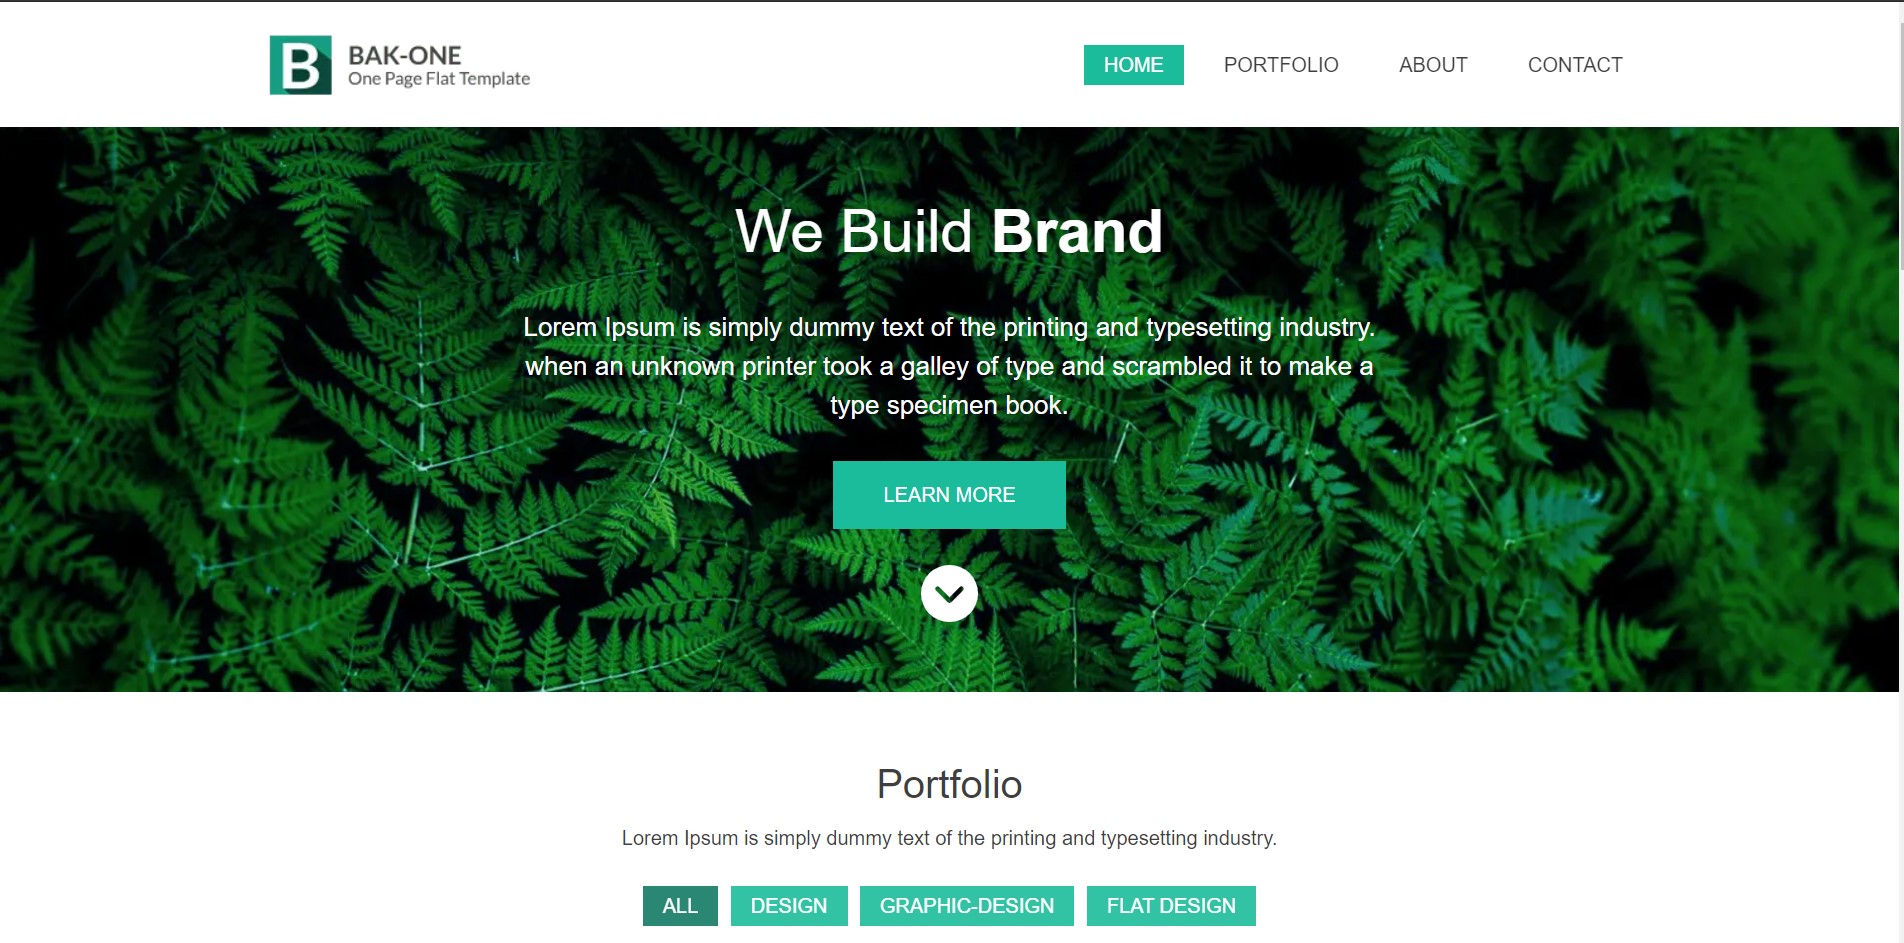 B
BAK-ONE
One Page Flat Template
HOME PORTFOLIO ABOUT CONTACT
We Build Brand
Lorem Ipsum is simply dummy text of the printing and typesetting industry.
when an unknown printer took a galley of type and scrambled it to make a
type specimen book.
LEARN MORE
Portfolio
Lorem Ipsum is simply dummy text of the printing and typesetting industry.
ALL DESIGN GRAPHIC-DESIGN FLAT DESIGN